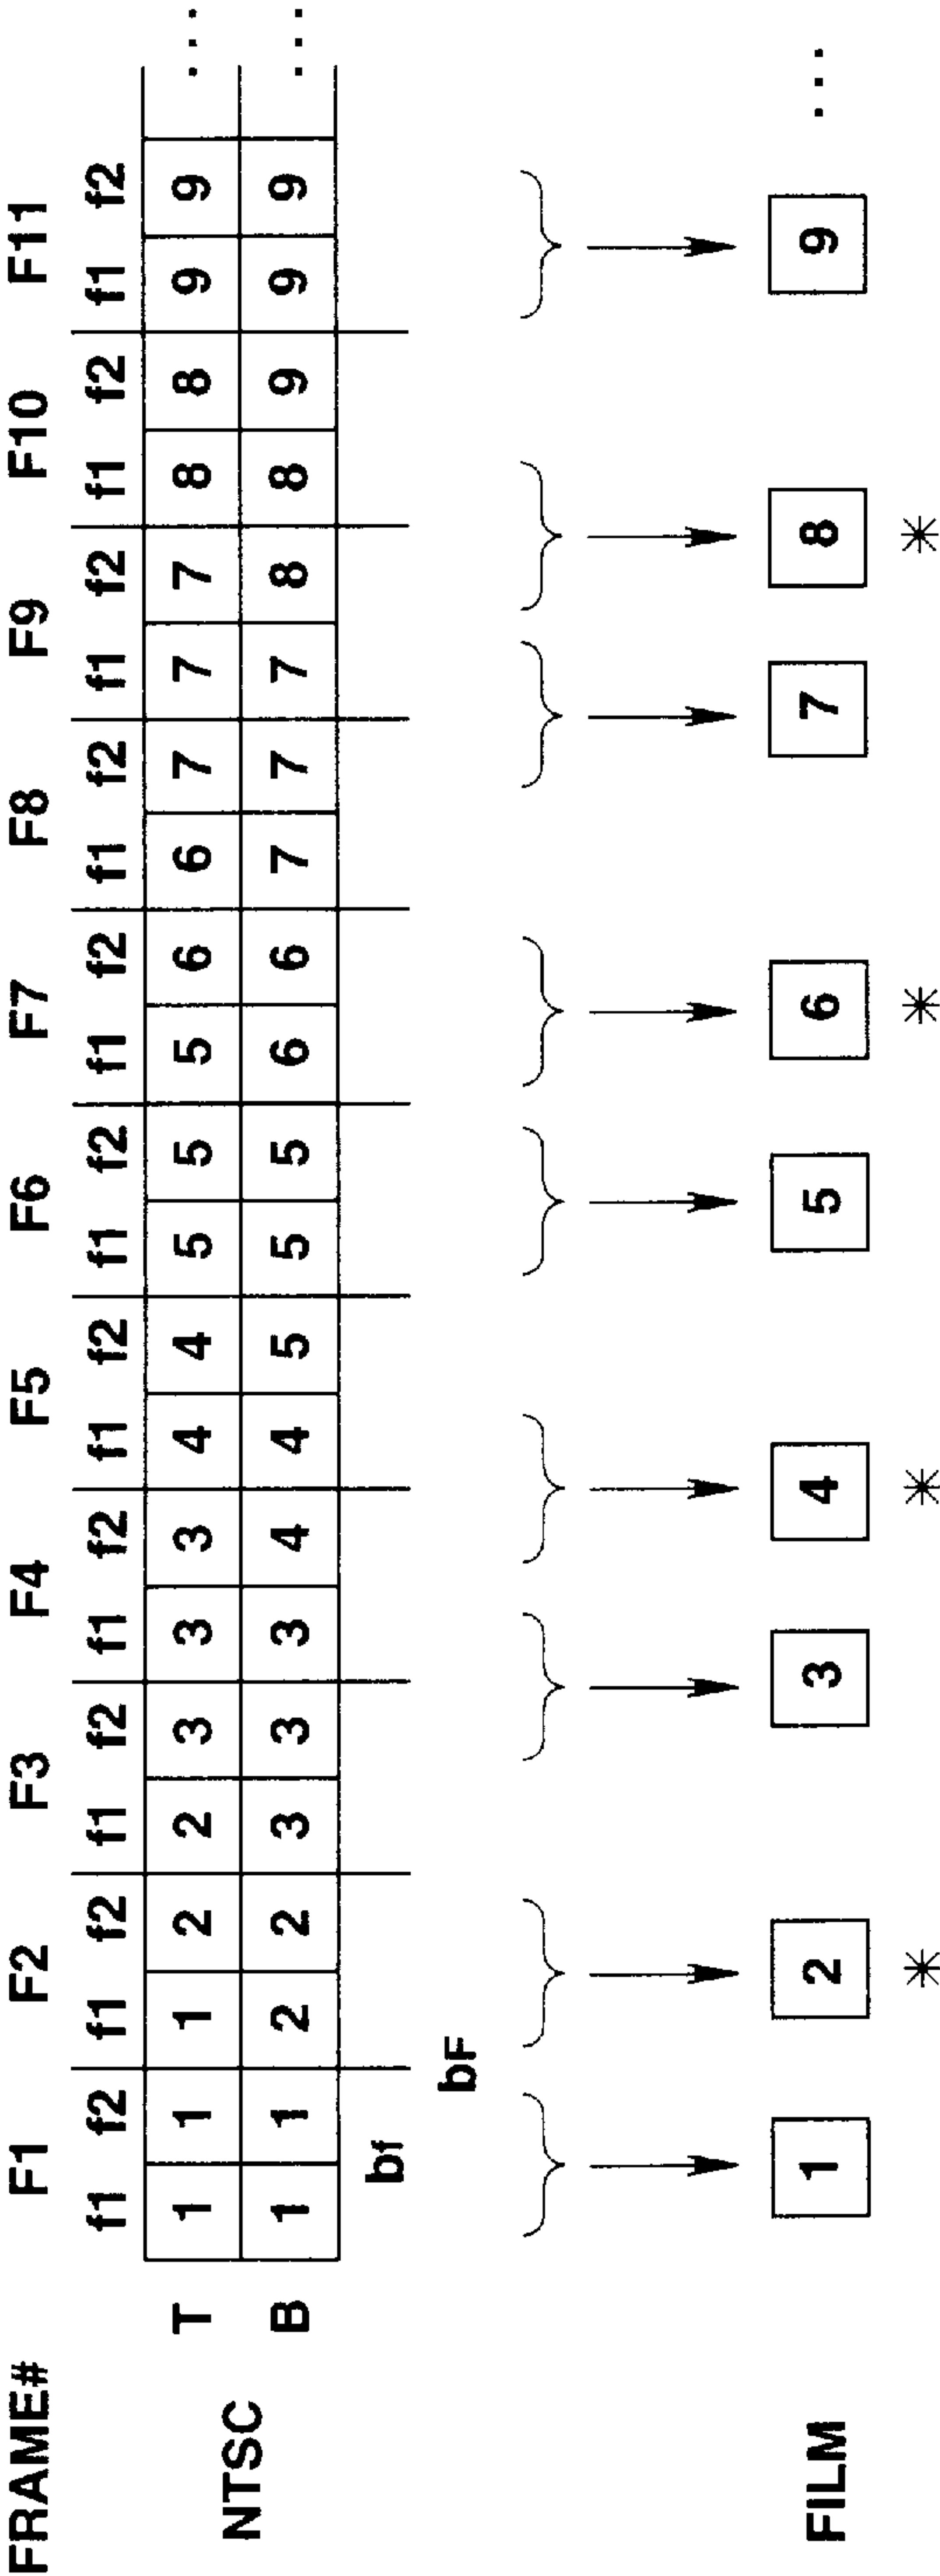 FRAME# F1 F2 F3 F4 F5 F6 F7 F8 F9 F10 F11
f1 f2 f1 f2 f1 f2 f1 f2 f1 f2 f1 f2 f1 f2 f1 f2 f1 f2 f1 f2 f1 f2
T 1 1 1 2 2 3 3 3 4 4 5 5 5 6 6 7 7 7 8 8 9 9 ...
NTSC
B 1 1 2 2 3 3 3 4 4 5 5 5 6 6 7 7 7 8 8 9 9 9 ...
bf
bF
FILM 1 2 3 4 5 6 7 8 9 ...
* * * *